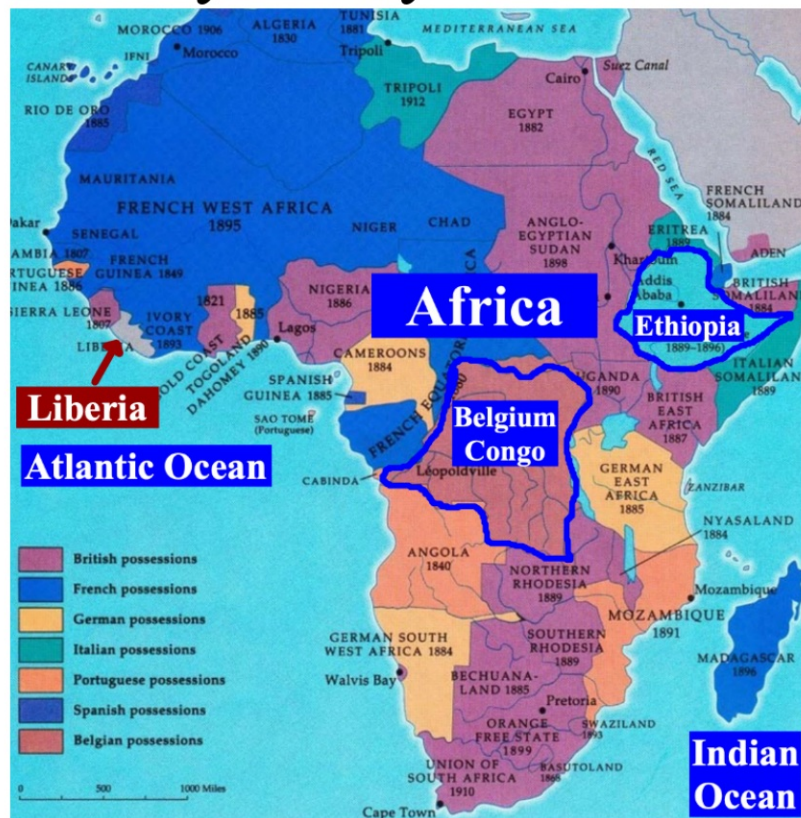 MOROCCO 1906
ALGERIA
1830
TUNISIA
1881
MEDITERRANEAN SEA
IFNI
Morocco
Tripoli
CANARY
ISLANDS
TRIPOLI
1912
Cairo
Suez Canal
RIO DE ORO
1885
EGYPT
1882
RED SEA
MAURITANIA
FRENCH WEST AFRICA
1895
NIGER
CHAD
ANGLO-
EGYPTIAN
SUDAN
1898
FRENCH
SOMALILAND
1884
Dakar
SENEGAL
ERITREA
1889
ADEN
GAMBIA 1807
FRENCH
GUINEA 1849
Khartoum
PORTUGUESE
GUINEA 1886
NIGERIA
1886
Africa
Addis
Ababa
BRITISH
SOMALILAND
1884
SIERRA LEONE
1807
IVORY
COAST
1893
1821
1885
Lagos
Ethiopia
1889–1896)
LIBERIA
GOLD COAST
TOGOLAND
DAHOMEY 1890
CAMEROONS
1884
ITALIAN
SOMALILAND
1889
Liberia
SPANISH
GUINEA 1885
UGANDA
1890
BRITISH
EAST
AFRICA
1887
SAO TOME
(Portuguese)
FRENCH
Belgium
Congo
Atlantic Ocean
Léopoldville
CABINDA
GERMAN
EAST
AFRICA
1885
ZANZIBAR
NYASALAND
1884
ANGOLA
1840
NORTHERN
RHODESIA
1889
Mozambique
MOZAMBIQUE
1891
GERMAN SOUTH
WEST AFRICA 1884
SOUTHERN
RHODESIA
1889
MADAGASCAR
1896
Walvis Bay
BECHUANA-
LAND 1885
Pretoria
ORANGE
FREE STATE
1899
SWAZILAND
1893
UNION OF
SOUTH AFRICA
1910
BASUTOLAND
1868
Cape Town
Indian
Ocean
British possessions
French possessions
German possessions
Italian possessions
Portuguese possessions
Spanish possessions
Belgian possessions
0 500 1000 Miles